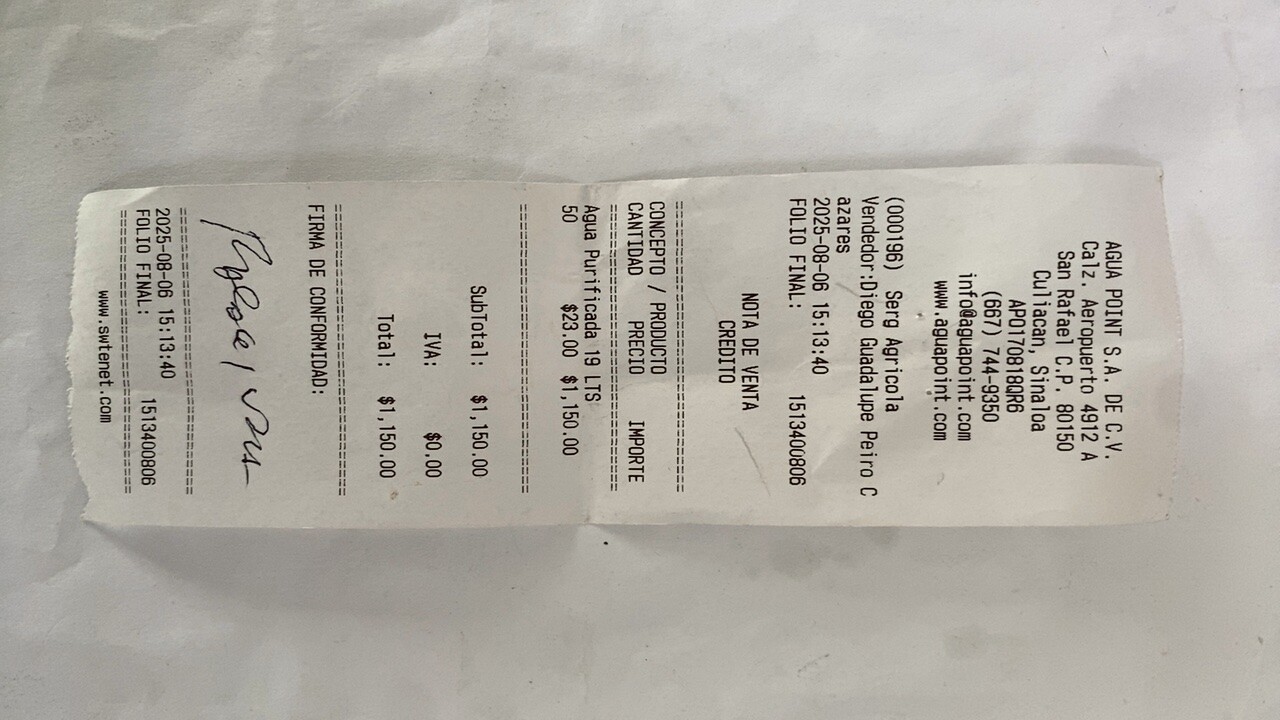 AGUA POINT S.A. DE C.V.
Calz. Aeropuerto 4912 A
San Rafael C.P. 80150
Culiacan, Sinaloa
APO170818QR6
(667) 744-9350
info@aguapoint.com
www.aguapoint.com
(000196) Serg Agricola
Vendedor:Diego Guadalupe Peiro C
azares
2025-08-06 15:13:40
FOLIO FINAL: 1513400806
NOTA DE VENTA
CREDITO
================================
CONCEPTO / PRODUCTO
CANTIDAD PRECIO IMPORTE
================================
Agua Purificada 19 LTS
50 $23.00 $1,150.00
================================
SubTotal: $1,150.00
IVA: $0.00
Total: $1,150.00
================================
FIRMA DE CONFORMIDAD:
================================
2025-08-06 15:13:40
FOLIO FINAL: 1513400806
================================
www.swtenet.com